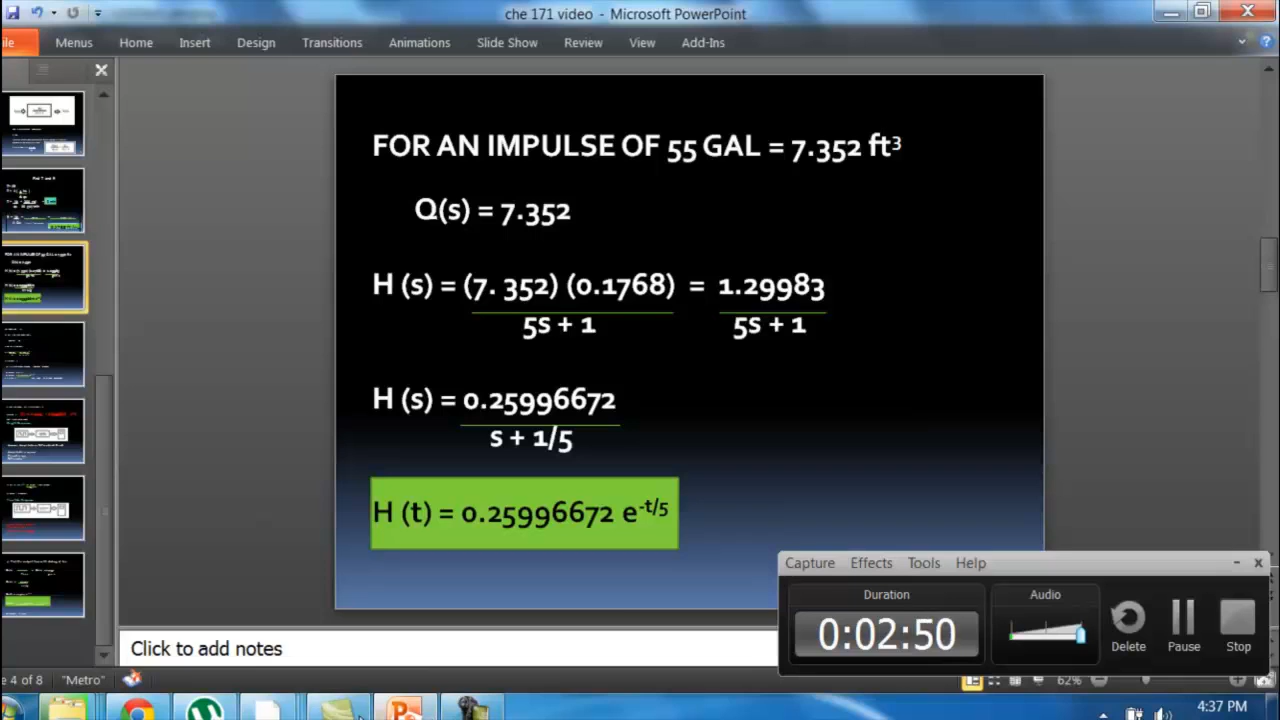 che 171 video - Microsoft PowerPoint
File Menus Home Insert Design Transitions Animations Slide Show Review View Add-Ins
FOR AN IMPULSE OF 55 GAL = 7.352 ft³
Q(s) = 7.352
H (s) = (7. 352) (0.1768) = 1.29983
5s + 1 5s + 1
H (s) = 0.25996672
s + 1/5
H (t) = 0.25996672 e^-t/5
Capture Effects Tools Help
Duration Audio
0:02:50
Delete Pause Stop
Click to add notes
e 4 of 8 "Metro" 62%
4:37 PM